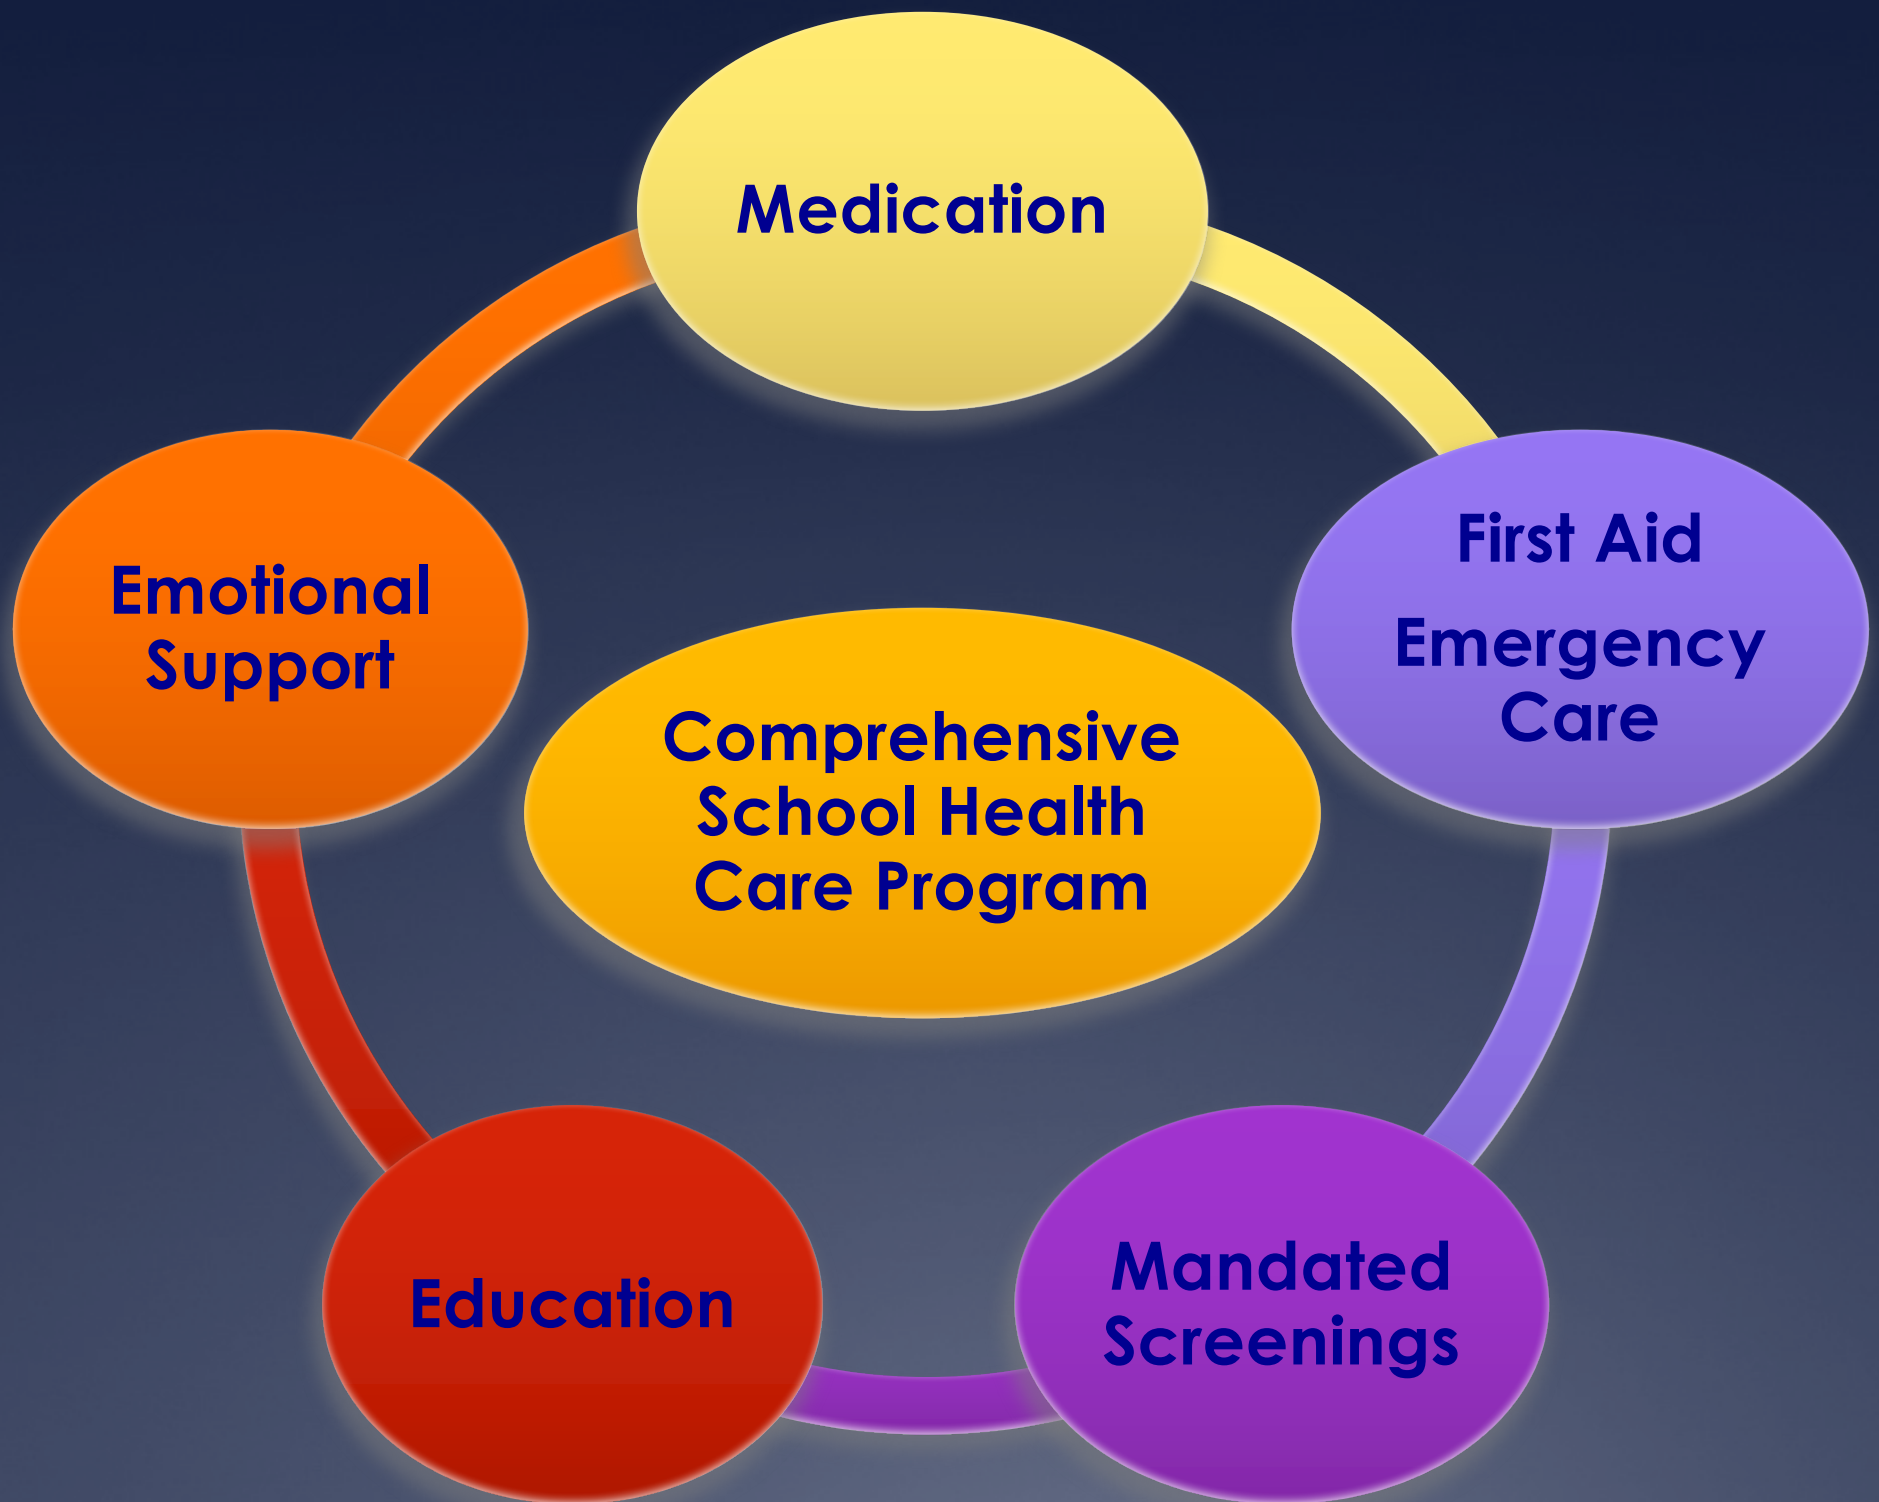 Medication
First Aid
Emergency
Care
Emotional
Support
Comprehensive
School Health
Care Program
Mandated
Screenings
Education